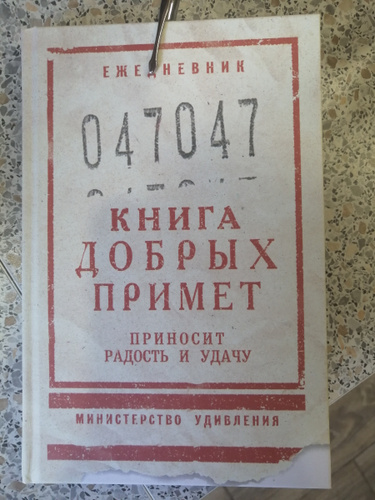 ЕЖЕДНЕВНИК
047047
КНИГА
ДОБРЫХ
ПРИМЕТ
ПРИНОСИТ
РАДОСТЬ И УДАЧУ
МИНИСТЕРСТВО УДИВЛЕНИЯ